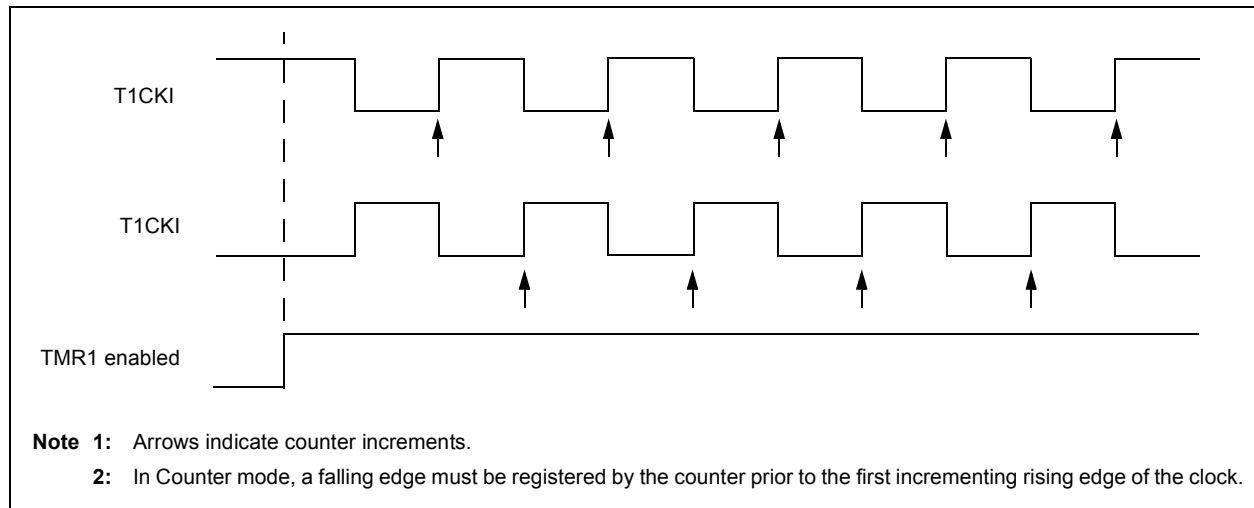 T1CKI
T1CKI
TMR1 enabled
Note 1: Arrows indicate counter increments.
2: In Counter mode, a falling edge must be registered by the counter prior to the first incrementing rising edge of the clock.